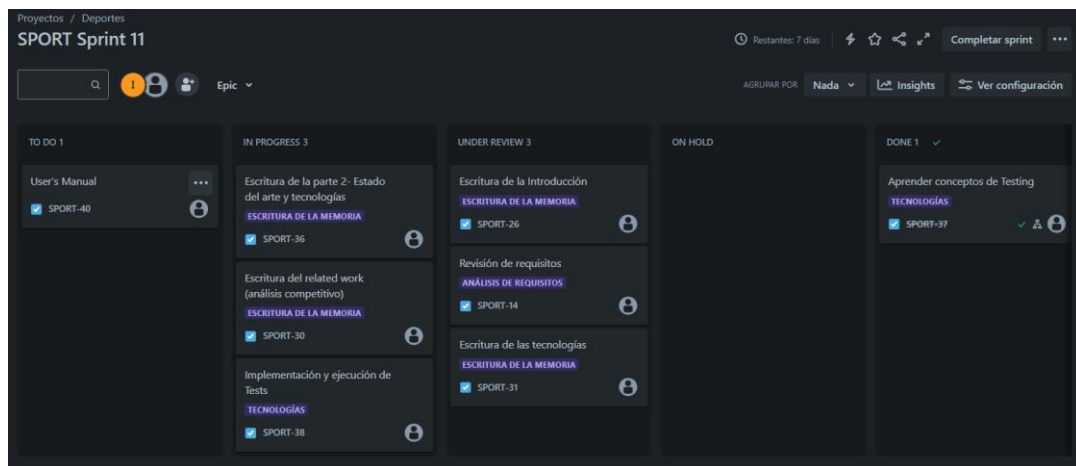 Proyectos / Deportes
SPORT Sprint 11
Restantes: 7 días
Completar sprint
I
Epic
AGRUPAR POR
Nada
Insights
Ver configuración
TO DO 1
User's Manual
SPORT-40
IN PROGRESS 3
Escritura de la parte 2- Estado
del arte y tecnologías
ESCRITURA DE LA MEMORIA
SPORT-36
Escritura del related work
(análisis competitivo)
ESCRITURA DE LA MEMORIA
SPORT-30
Implementación y ejecución de
Tests
TECNOLOGÍAS
SPORT-38
UNDER REVIEW 3
Escritura de la Introducción
ESCRITURA DE LA MEMORIA
SPORT-26
Revisión de requisitos
ANÁLISIS DE REQUISITOS
SPORT-14
Escritura de las tecnologías
ESCRITURA DE LA MEMORIA
SPORT-31
ON HOLD
DONE 1
Aprender conceptos de Testing
TECNOLOGÍAS
SPORT-37